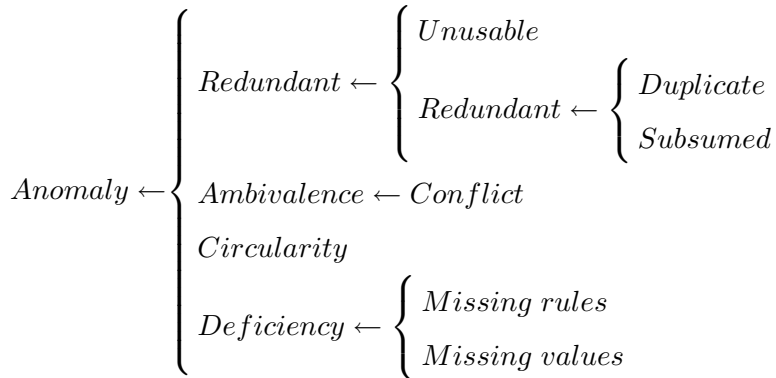 Unusable
Redundant ← Redundant ← Duplicate
Subsumed
Anomaly ← Ambivalence ← Conflict
Circularity
Deficiency ← Missing rules
Missing values